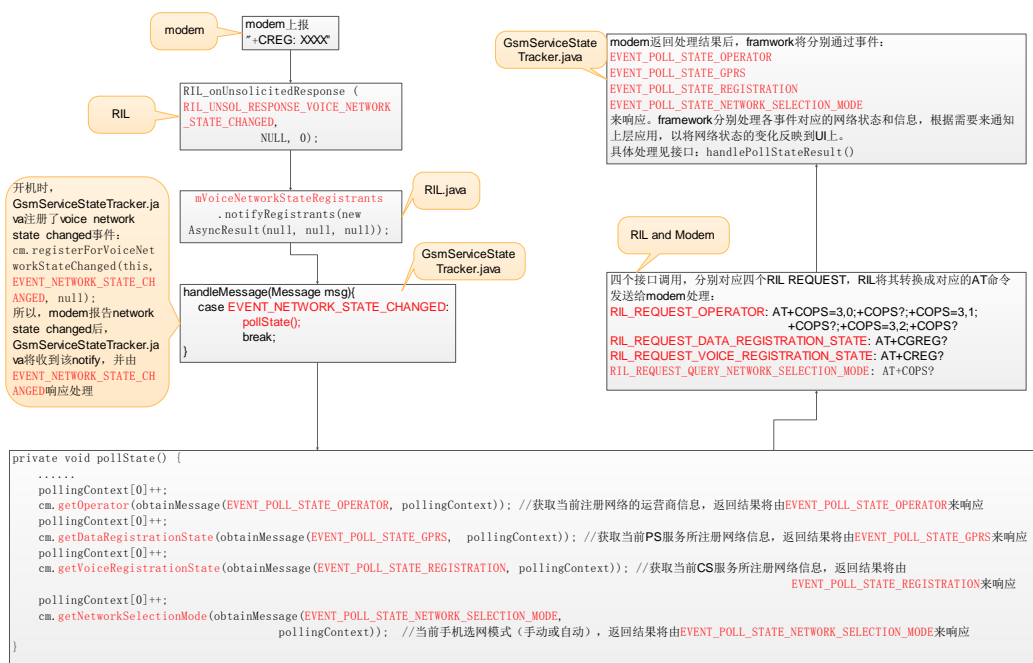 modem
modem上报
"+CREG: XXXX"
RIL
RIL_onUnsolicitedResponse (
RIL_UNSOL_RESPONSE_VOICE_NETWORK
_STATE_CHANGED,
NULL, 0);
开机时，
GsmServiceStateTracker.ja
va注册了voice network
state changed事件：
cm.registerForVoiceNet
workStateChanged(this,
EVENT_NETWORK_STATE_CH
ANGED, null);
所以，modem报告network
state changed后，
GsmServiceStateTracker.ja
va将收到该notify，并由
EVENT_NETWORK_STATE_CH
ANGED响应处理
mVoiceNetworkStateRegistrants
.notifyRegistrants(new
AsyncResult(null, null, null));
RIL.java
GsmServiceState
Tracker.java
handleMessage(Message msg){
case EVENT_NETWORK_STATE_CHANGED:
pollState();
break;
}
GsmServiceState
Tracker.java
modem返回处理结果后，framwork将分别通过事件：
EVENT_POLL_STATE_OPERATOR
EVENT_POLL_STATE_GPRS
EVENT_POLL_STATE_REGISTRATION
EVENT_POLL_STATE_NETWORK_SELECTION_MODE
来响应。framework分别处理各事件对应的网络状态和信息，根据需要来通知
上层应用，以将网络状态的变化反映到UI上。
具体处理见接口：handlePollStateResult()
RIL and Modem
四个接口调用，分别对应四个RIL REQUEST，RIL将其转换成对应的AT命令
发送给modem处理：
RIL_REQUEST_OPERATOR: AT+COPS=3,0;+COPS?;+COPS=3,1;
+COPS?;+COPS=3,2;+COPS?
RIL_REQUEST_DATA_REGISTRATION_STATE: AT+CGREG?
RIL_REQUEST_VOICE_REGISTRATION_STATE: AT+CREG?
RIL_REQUEST_QUERY_NETWORK_SELECTION_MODE: AT+COPS?
private void pollState() {
......
pollingContext[0]++;
cm.getOperator(obtainMessage(EVENT_POLL_STATE_OPERATOR, pollingContext)); //获取当前注册网络的运营商信息，返回结果将由EVENT_POLL_STATE_OPERATOR来响应
pollingContext[0]++;
cm.getDataRegistrationState(obtainMessage(EVENT_POLL_STATE_GPRS, pollingContext)); //获取当前PS服务所注册网络信息，返回结果将由EVENT_POLL_STATE_GPRS来响应
pollingContext[0]++;
cm.getVoiceRegistrationState(obtainMessage(EVENT_POLL_STATE_REGISTRATION, pollingContext)); //获取当前CS服务所注册网络信息，返回结果将由
EVENT_POLL_STATE_REGISTRATION来响应
pollingContext[0]++;
cm.getNetworkSelectionMode(obtainMessage(EVENT_POLL_STATE_NETWORK_SELECTION_MODE,
pollingContext)); //当前手机选网模式（手动或自动），返回结果将由EVENT_POLL_STATE_NETWORK_SELECTION_MODE来响应
}